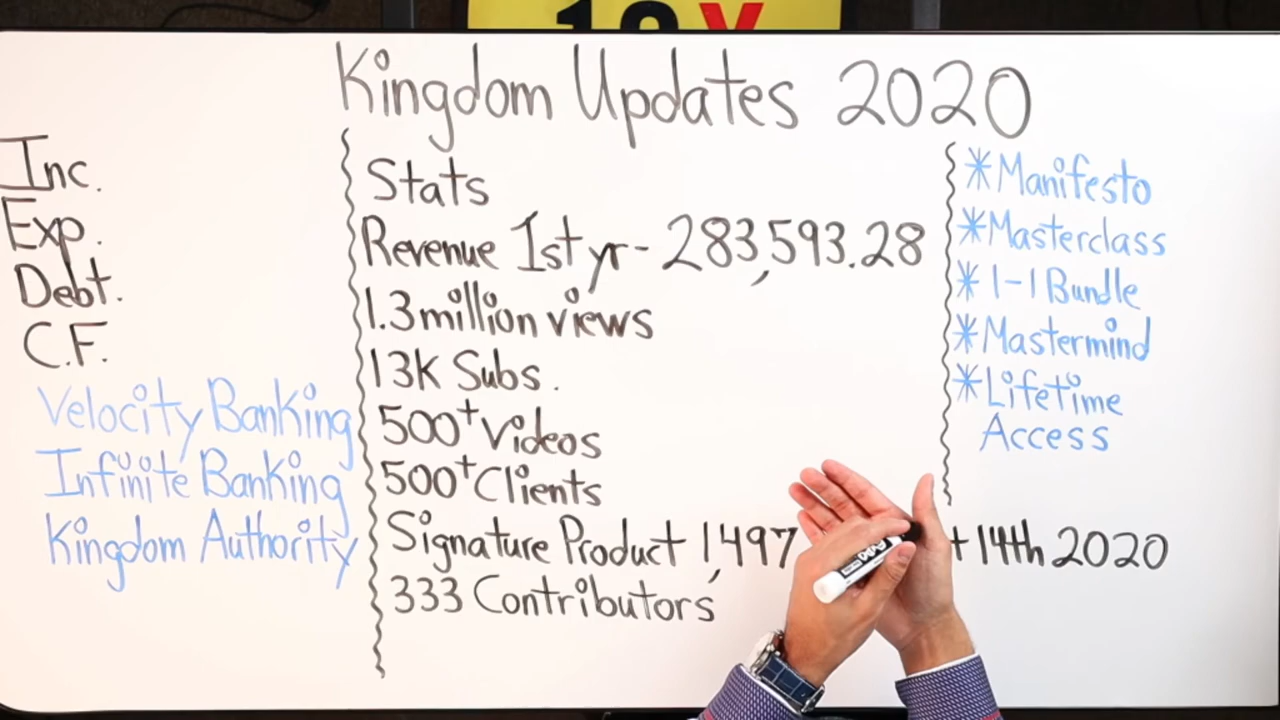 Kingdom Updates 2020
Inc.
Exp.
Debt.
C.F.
Velocity Banking
Infinite Banking
Kingdom Authority
Stats
Revenue 1st yr- 283,593.28
1.3 million views
13K Subs.
500+ Videos
500+ Clients
Signature Product 1,497 14th 2020
333 Contributors
*Manifesto
*Masterclass
*1-1 Bundle
*Mastermind
*Lifetime
Access